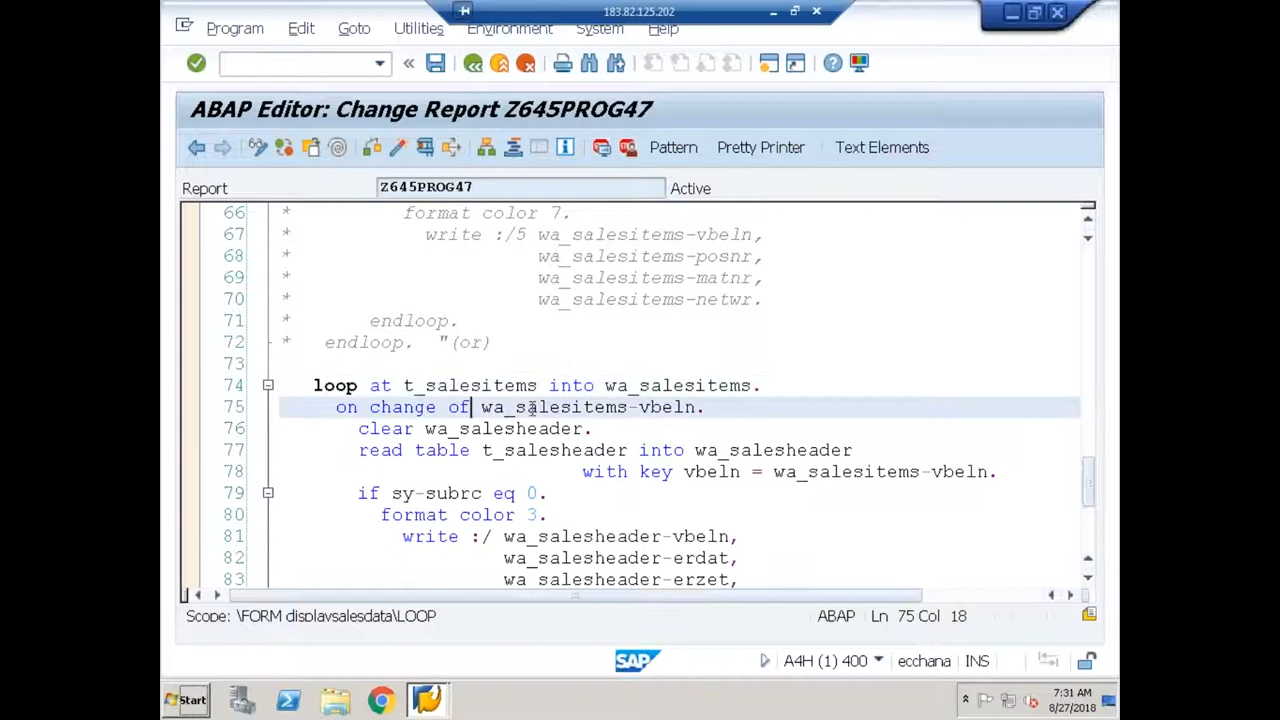 183.82.125.202
Program Edit Goto Utilities Environment System Help
ABAP Editor: Change Report Z645PROG47
Pattern Pretty Printer Text Elements
Report Z645PROG47 Active
66 * format color 7.
67 * write :/5 wa_salesitems-vbeln,
68 * wa_salesitems-posnr,
69 * wa_salesitems-matnr,
70 * wa_salesitems-netwr.
71 * endloop.
72 * endloop. "(or)
73
74 loop at t_salesitems into wa_salesitems.
75 on change of wa_salesitems-vbeln.
76 clear wa_salesheader.
77 read table t_salesheader into wa_salesheader
78 with key vbeln = wa_salesitems-vbeln.
79 if sy-subrc eq 0.
80 format color 3.
81 write :/ wa_salesheader-vbeln,
82 wa_salesheader-erdat,
83 wa_salesheader-erzet,
Scope: \FORM displaysalesdata\LOOP ABAP Ln 75 Col 18
SAP A4H (1) 400 ecchana INS
Start 7:31 AM
8/27/2018